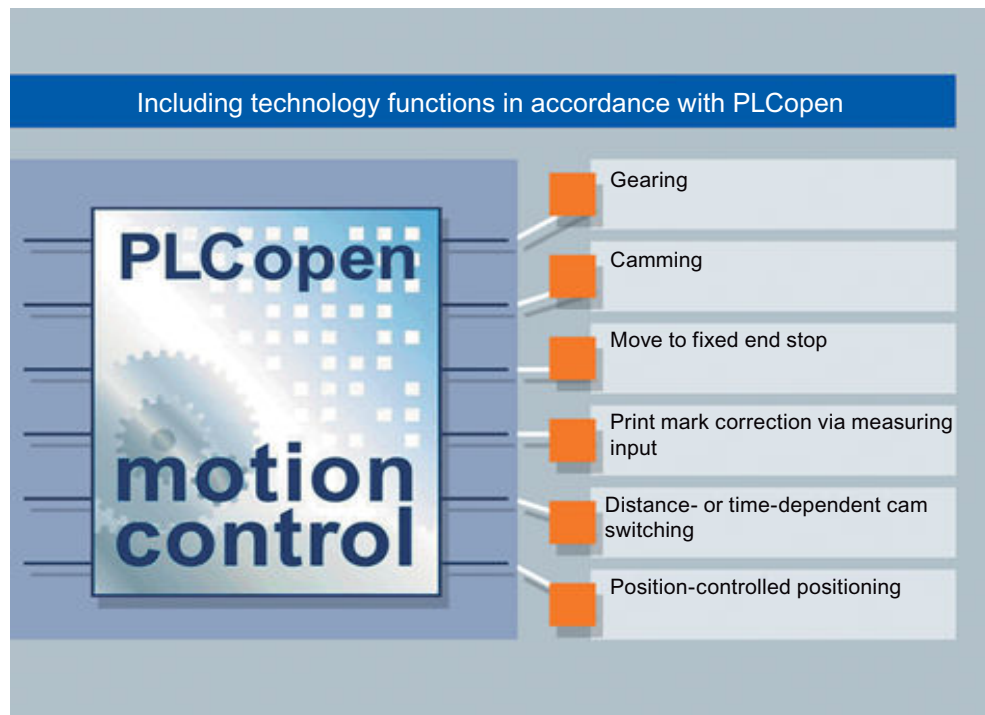 Including technology functions in accordance with PLCopen
PLCopen
motion
control
Gearing
Camming
Move to fixed end stop
Print mark correction via measuring
input
Distance- or time-dependent cam
switching
Position-controlled positioning